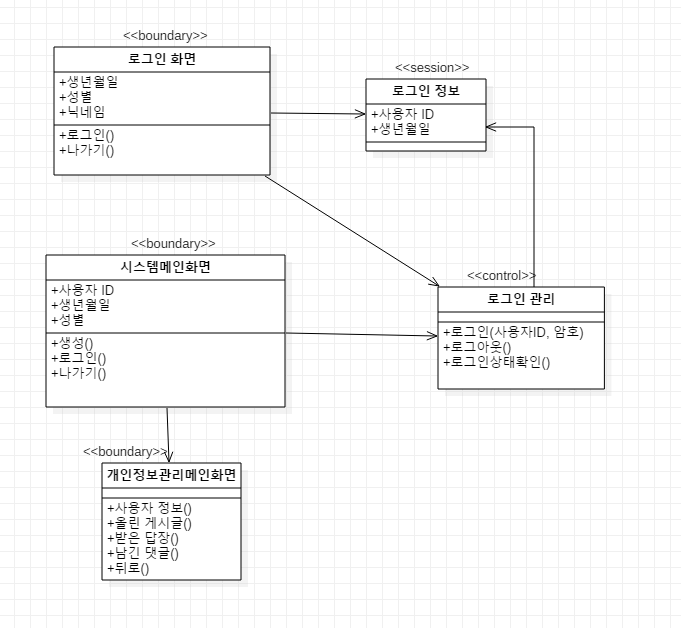 <<boundary>>
로그인 화면
+생년월일
+성별
+닉네임
+로그인()
+나가기()
<<session>>
로그인 정보
+사용자 ID
+생년월일
<<boundary>>
시스템메인화면
+사용자 ID
+생년월일
+성별
+생성()
+로그인()
+나가기()
<<control>>
로그인 관리
+로그인(사용자ID, 암호)
+로그아웃()
+로그인상태확인()
<<boundary>>
개인정보관리메인화면
+사용자 정보()
+올린 게시글()
+받은 답장()
+남긴 댓글()
+뒤로()